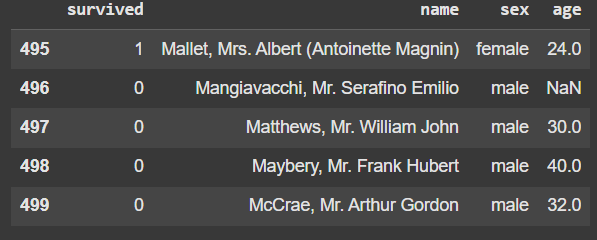 survived name sex age
495 1 Mallet, Mrs. Albert (Antoinette Magnin) female 24.0
496 0 Mangiavacchi, Mr. Serafino Emilio male NaN
497 0 Matthews, Mr. William John male 30.0
498 0 Maybery, Mr. Frank Hubert male 40.0
499 0 McCrae, Mr. Arthur Gordon male 32.0